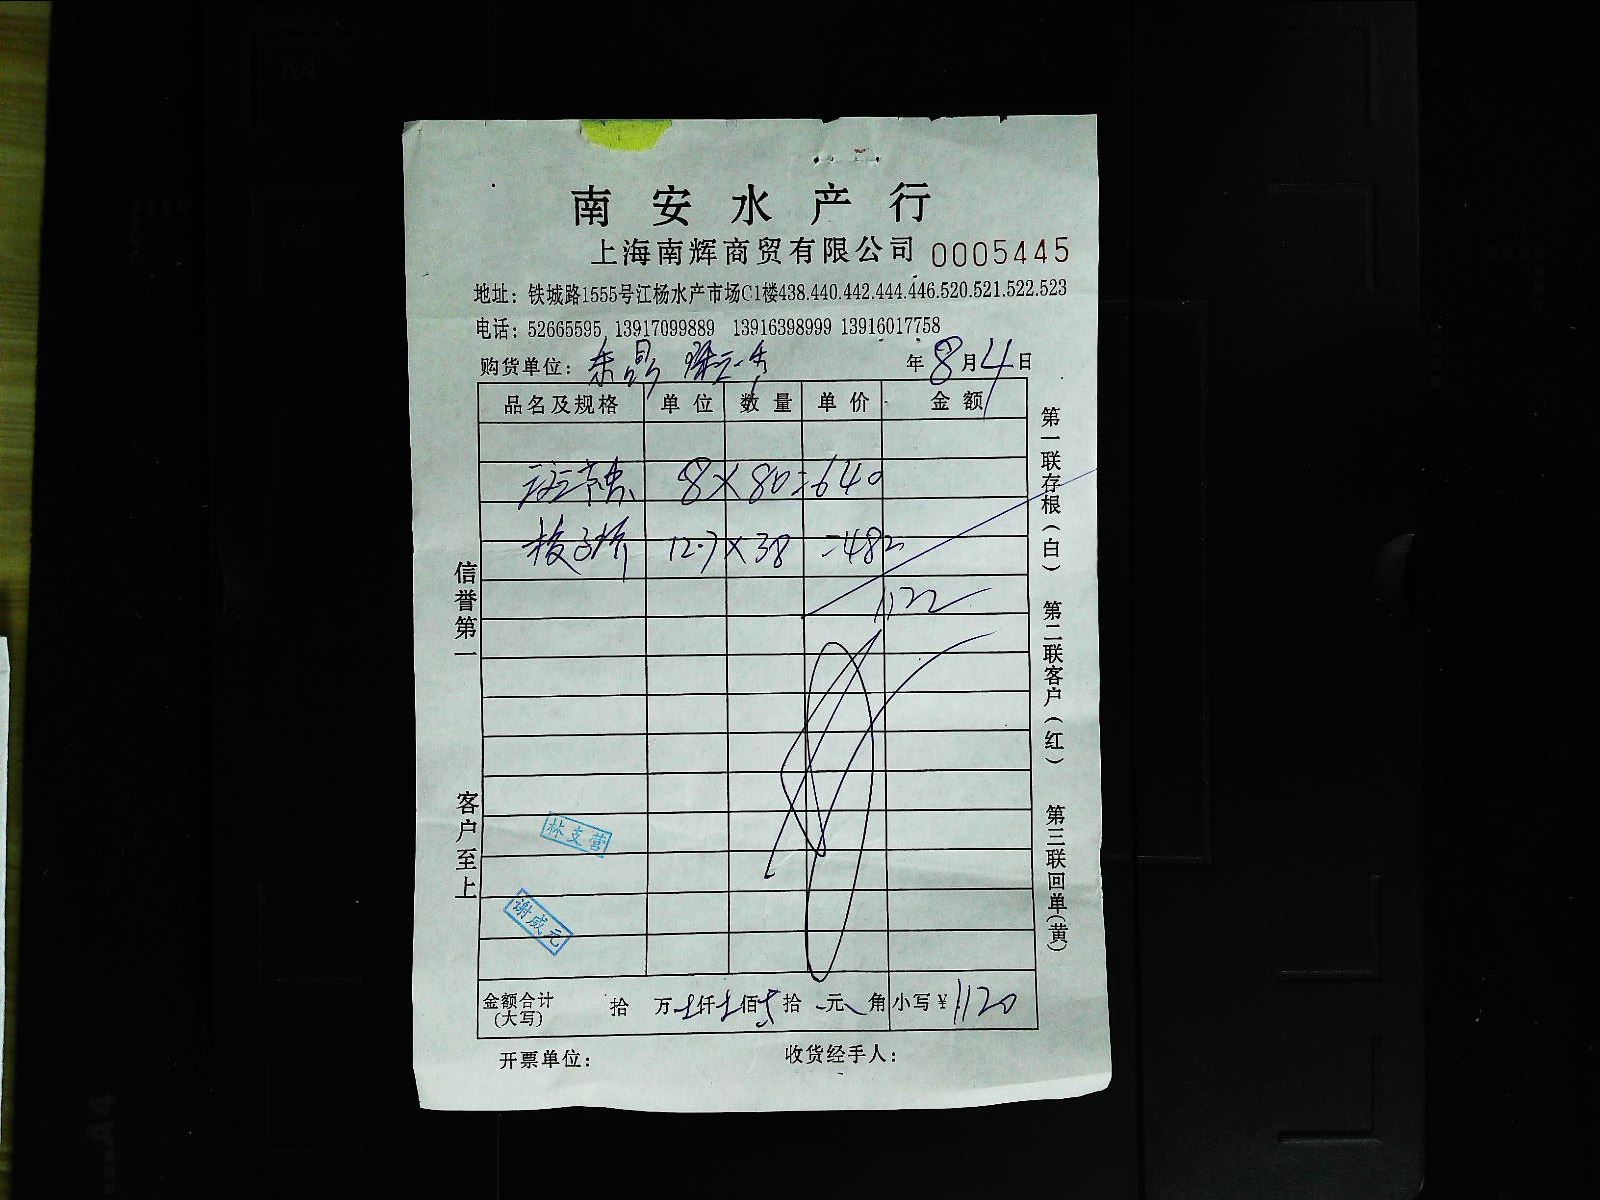 南安水产行
上海南辉商贸有限公司 0005445
地址：铁城路1555号江杨水产市场C1楼438.440.442.444.446.520.521.522.523
电话：52665595 13917099889 13916398999 13916017758
购货单位：
年8月4日
品名及规格 单位 数量 单价 金额
8×80=640
梭子 12.7×38=482
1122
金额合计（大写） 拾 万 仟 佰 拾 元 角 小写￥1120
开票单位： 收货经手人：
信誉第一
客户至上
第一联存根（白）
第二联客户（红）
第三联回单（黄）
林支营
谢成元